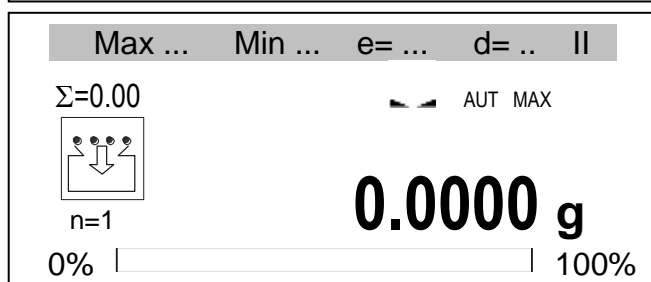 Max ... Min ... e= ... d= .. II
Σ=0.00 AUT MAX
n=1 0.0000 g
0% 100%